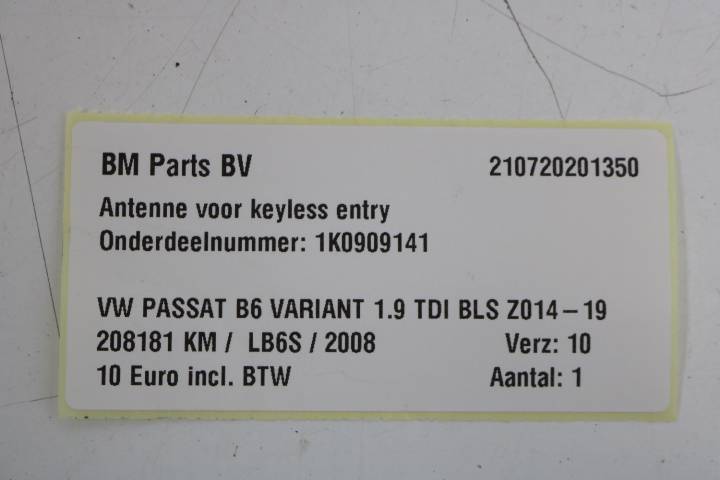 BM Parts BV 210720201350
Antenne voor keyless entry
Onderdeelnummer: 1K0909141
VW PASSAT B6 VARIANT 1.9 TDI BLS Z014-19
208181 KM / LB6S / 2008 Verz: 10
10 Euro incl. BTW Aantal: 1